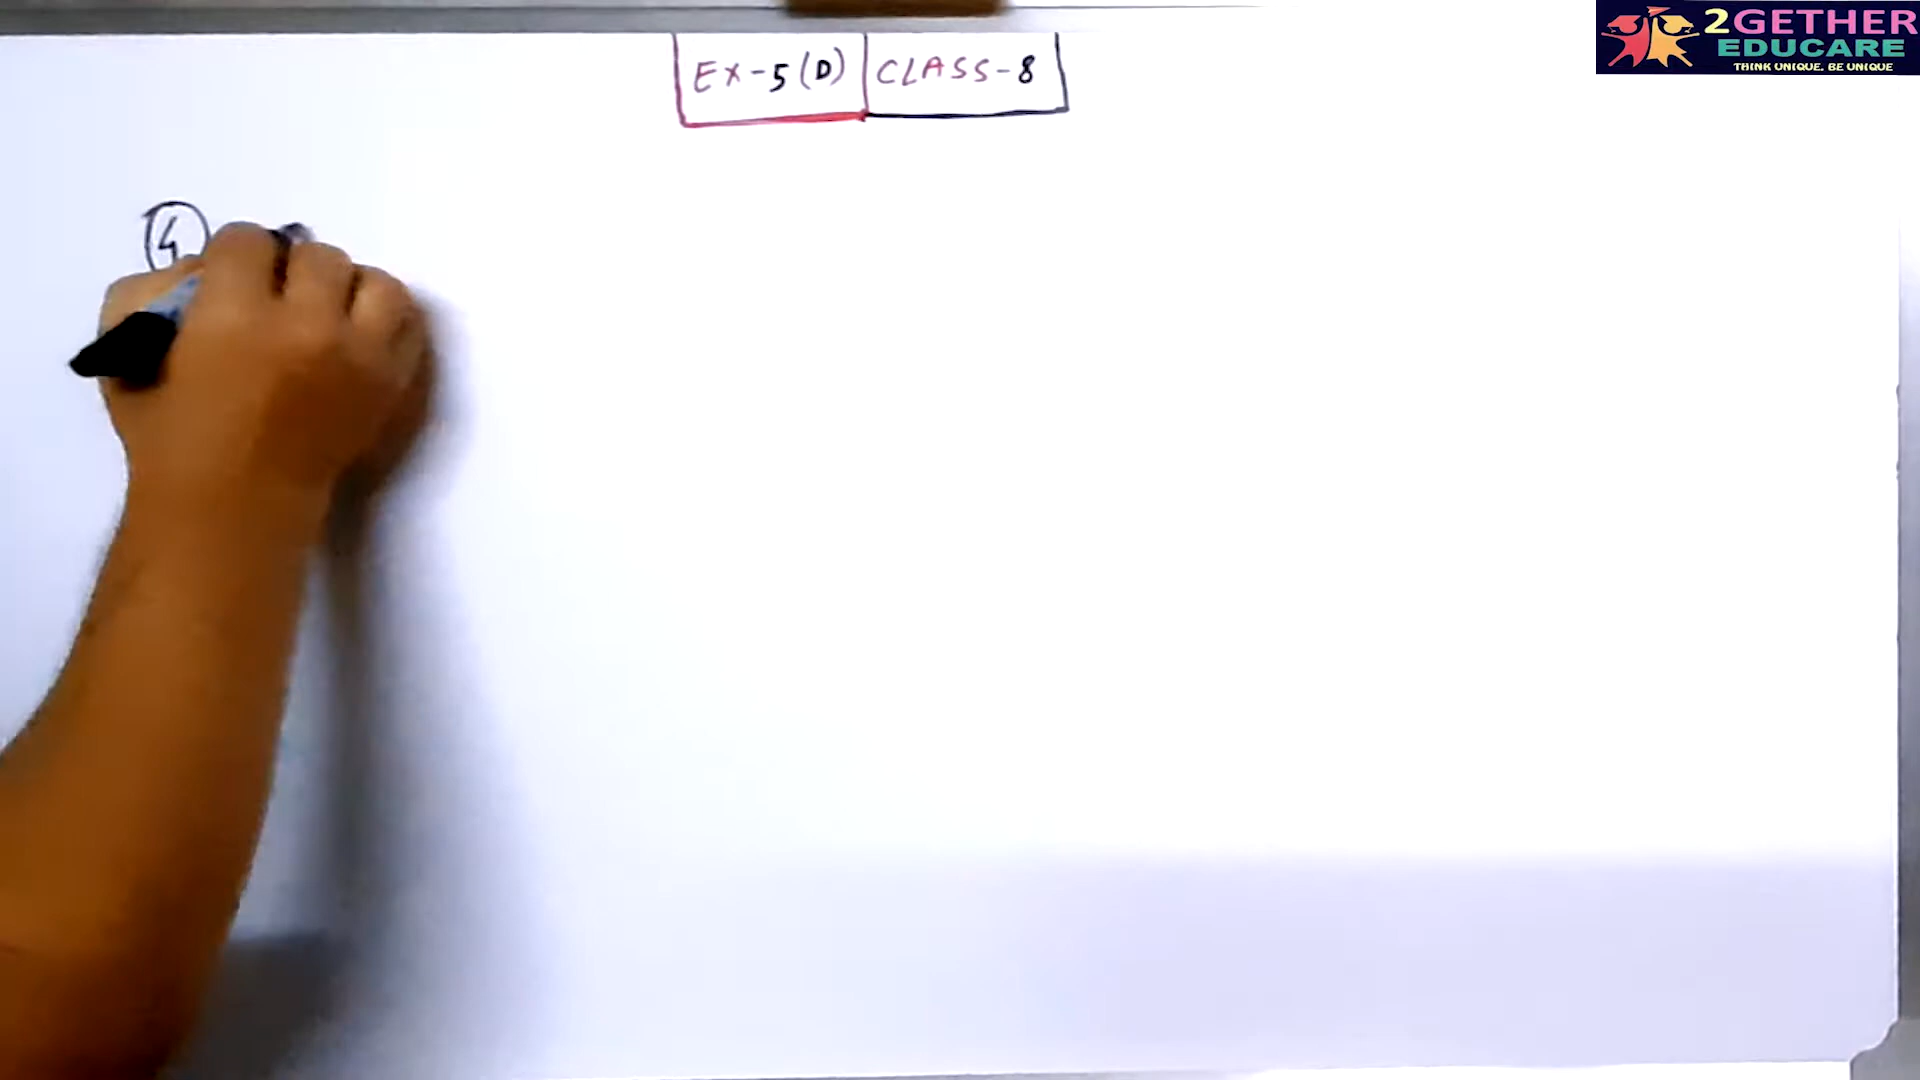 2GETHER
EDUCARE
THINK UNIQUE. BE UNIQUE
EX-5(D) CLASS-8
4